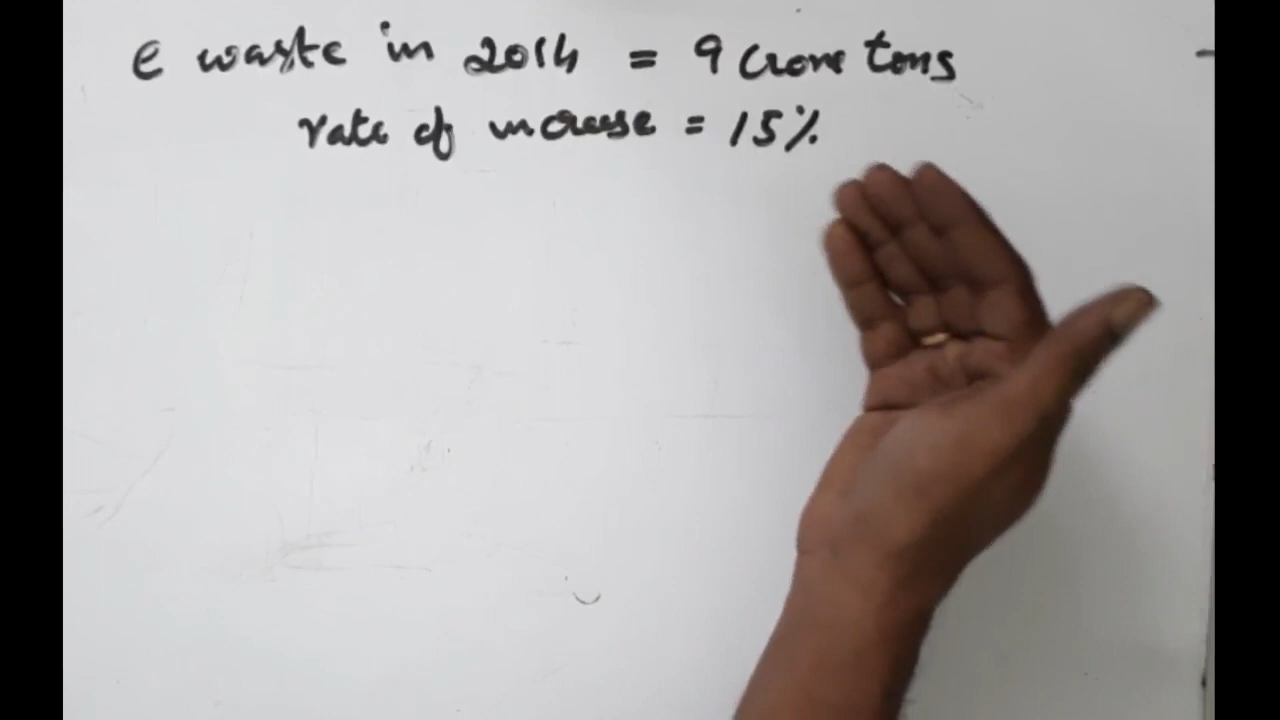 e waste in 2014 = 9 Crore tons
rate of increase = 15%